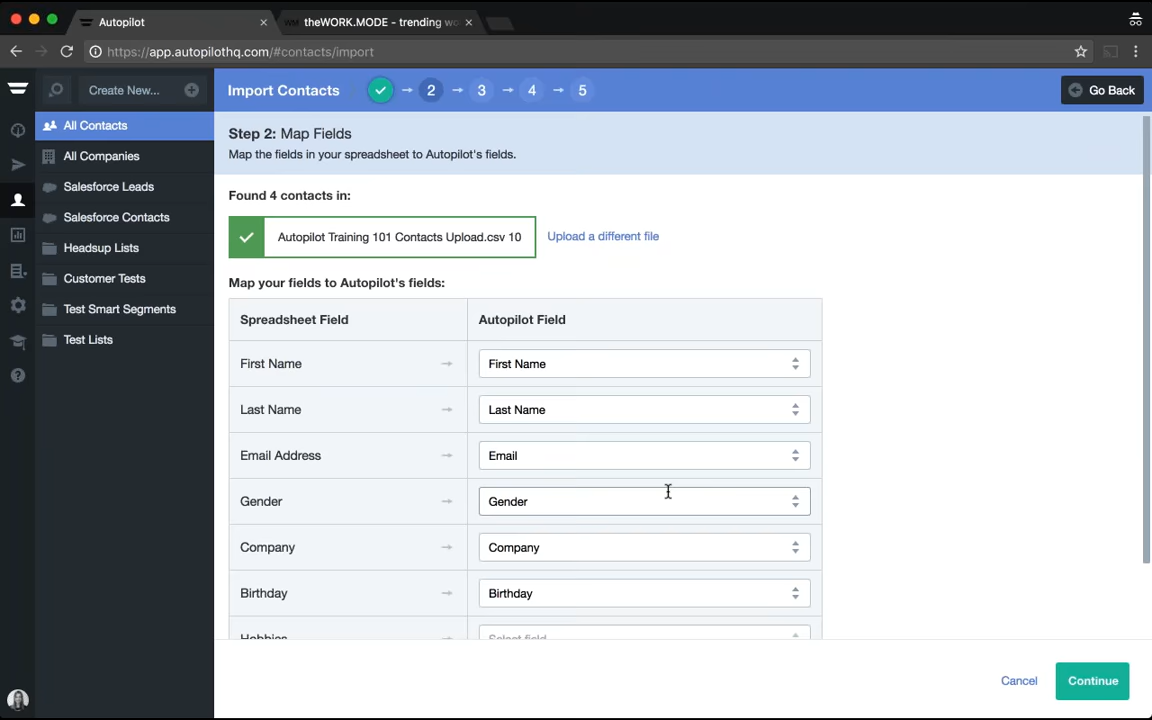 Autopilot
theWORK.MODE - trending wo
https://app.autopilothq.com/#contacts/import
Create New...
Import Contacts
2
3
4
5
Go Back
All Contacts
All Companies
Salesforce Leads
Salesforce Contacts
Headsup Lists
Customer Tests
Test Smart Segments
Test Lists
Step 2: Map Fields
Map the fields in your spreadsheet to Autopilot's fields.
Found 4 contacts in:
Autopilot Training 101 Contacts Upload.csv 10
Upload a different file
Map your fields to Autopilot's fields:
Spreadsheet Field Autopilot Field
First Name First Name
Last Name Last Name
Email Address Email
Gender Gender
Company Company
Birthday Birthday
Hobbies Select field
Cancel
Continue